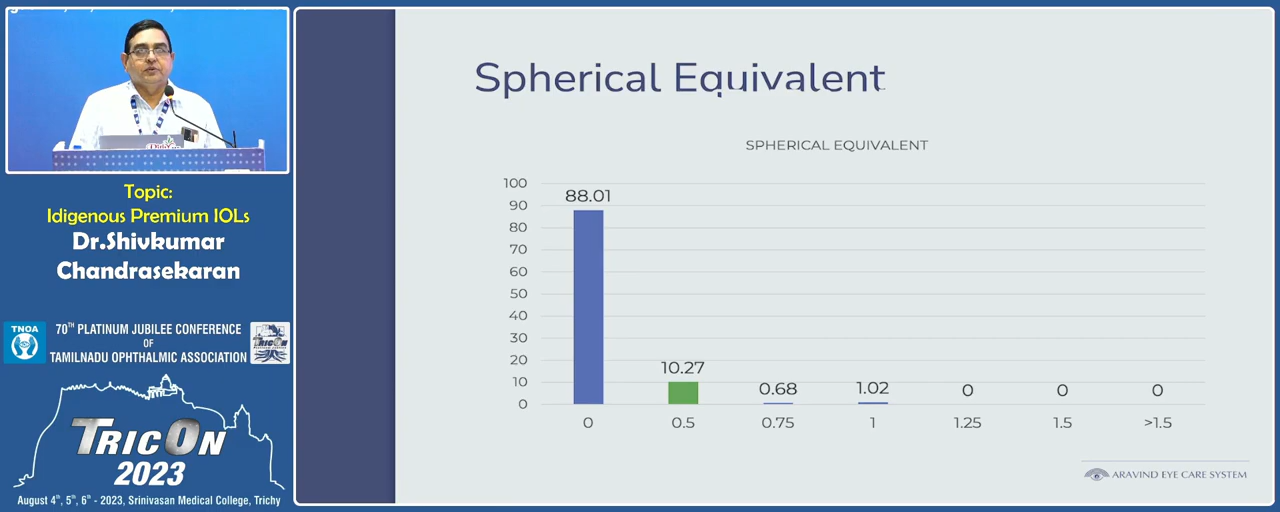 Topic:
Idigenous Premium IOLs
Dr.Shivkumar
Chandrasekaran
TNOA
70TH PLATINUM JUBILEE CONFERENCE
OF
TAMILNADU OPHTHALMIC ASSOCIATION
TRICON
TRICON
2023
August 4th, 5th, 6th - 2023, Srinivasan Medical College, Trichy
Spherical Equivalent
SPHERICAL EQUIVALENT
100
90
80
70
60
50
40
30
20
10
0
88.01
10.27
0.68
1.02
0
0
0
0
0.5
0.75
1
1.25
1.5
>1.5
ARAVIND EYE CARE SYSTEM